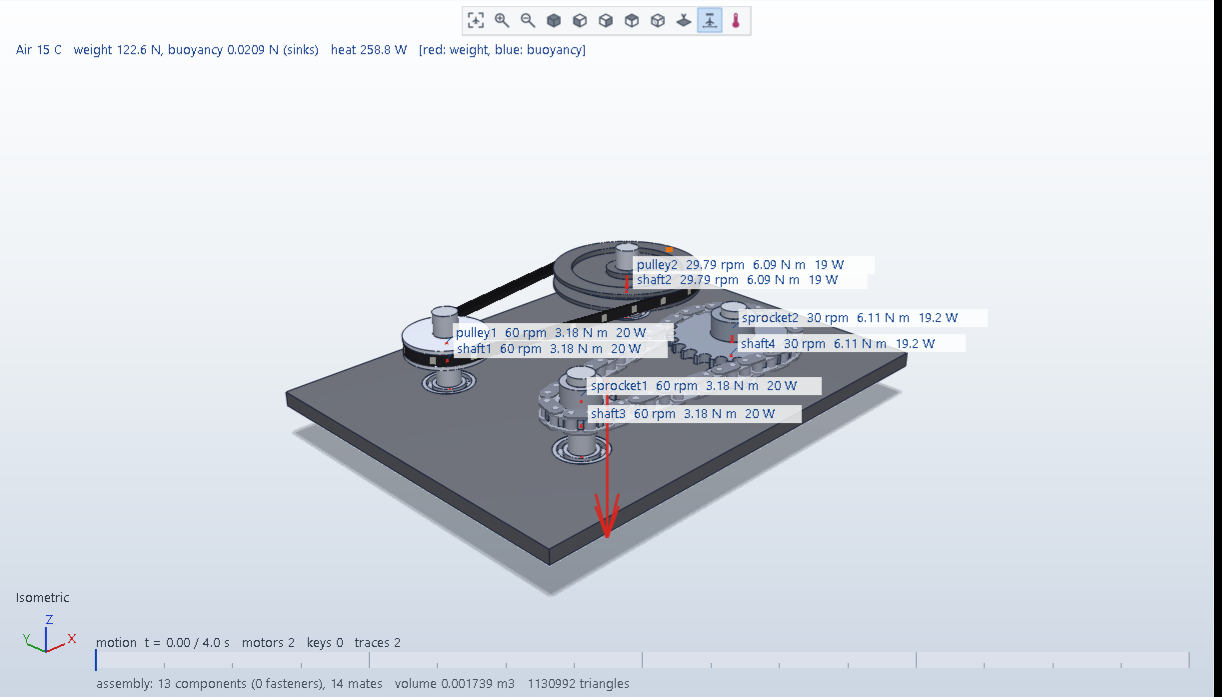 Air 15 C   weight 122.6 N, buoyancy 0.0209 N (sinks)   heat 258.8 W   [red: weight, blue: buoyancy]
pulley2  29.79 rpm  6.09 N m  19 W
shaft2  29.79 rpm  6.09 N m  19 W
sprocket2  30 rpm  6.11 N m  19.2 W
pulley1  60 rpm  3.18 N m  20 W
shaft4  30 rpm  6.11 N m  19.2 W
shaft1  60 rpm  3.18 N m  20 W
sprocket1  60 rpm  3.18 N m  20 W
shaft3  60 rpm  3.18 N m  20 W
Isometric
Z
Y
X
motion  t = 0.00 / 4.0 s   motors 2   keys 0   traces 2
assembly: 13 components (0 fasteners), 14 mates   volume 0.001739 m3   1130992 triangles